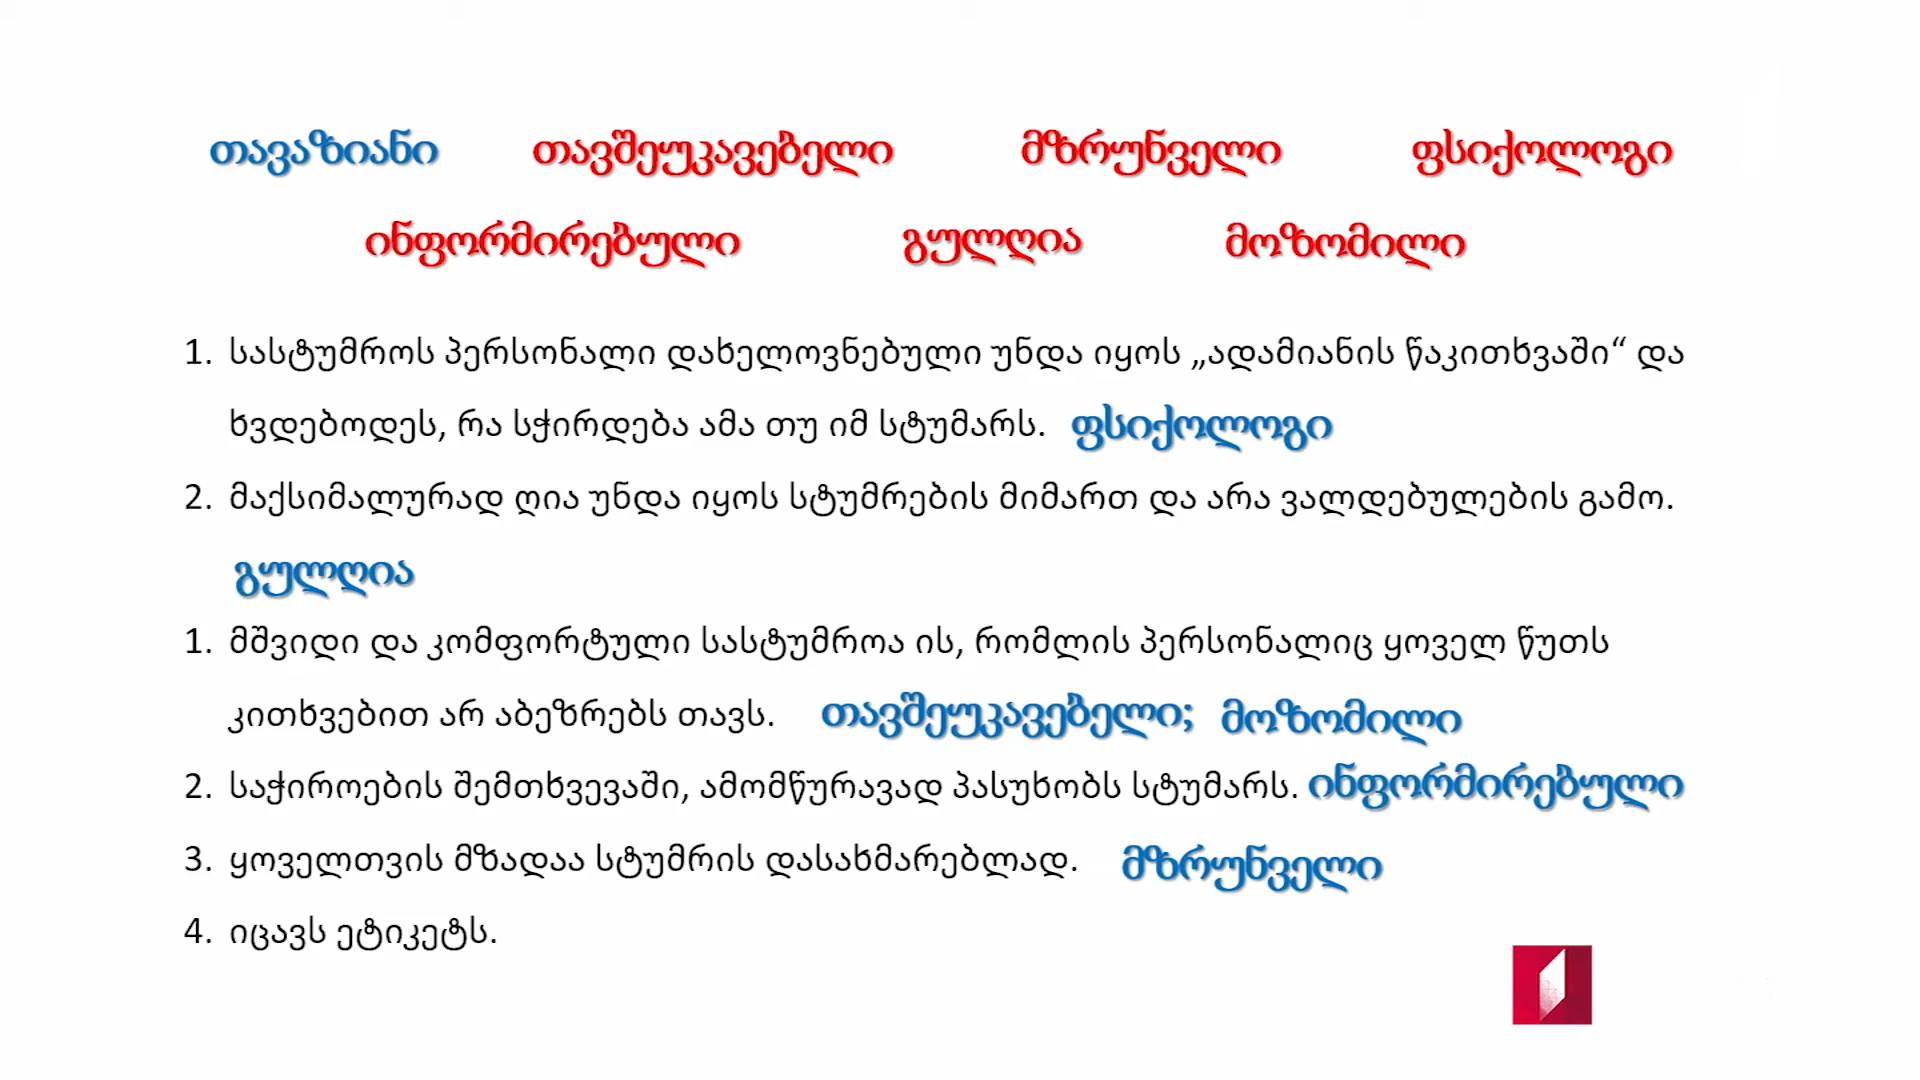 თავაზიანი თავშეუკავებელი მზრუნველი ფსიქოლოგი
ინფორმირებული გულღია მოზომილი
1. სასტუმროს პერსონალი დახელოვნებული უნდა იყოს „ადამიანის წაკითხვაში“ და
ხვდებოდეს, რა სჭირდება ამა თუ იმ სტუმარს. ფსიქოლოგი
2. მაქსიმალურად ღია უნდა იყოს სტუმრების მიმართ და არა ვალდებულების გამო.
გულღია
1. მშვიდი და კომფორტული სასტუმროა ის, რომლის პერსონალიც ყოველ წუთს
კითხვებით არ აბეზრებს თავს. თავშეუკავებელი; მოზომილი
2. საჭიროების შემთხვევაში, ამომწურავად პასუხობს სტუმარს. ინფორმირებული
3. ყოველთვის მზადაა სტუმრის დასახმარებლად. მზრუნველი
4. იცავს ეტიკეტს.